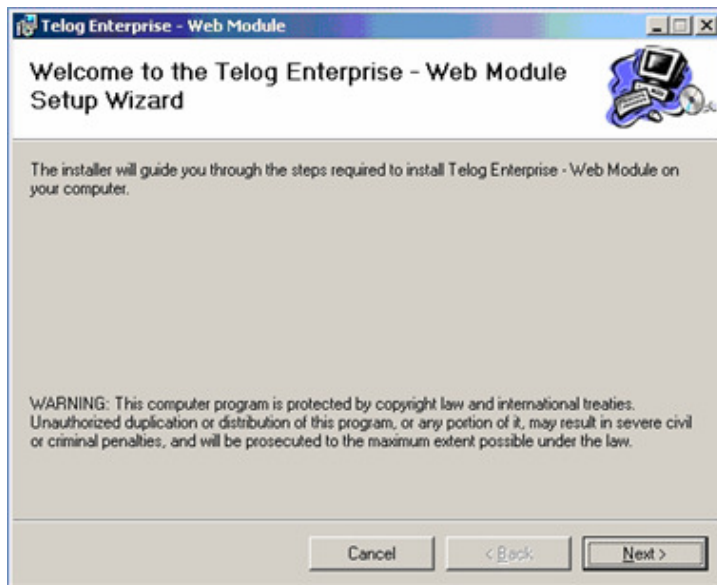 Telog Enterprise - Web Module
Welcome to the Telog Enterprise - Web Module
Setup Wizard
The installer will guide you through the steps required to install Telog Enterprise - Web Module on
your computer.
WARNING: This computer program is protected by copyright law and international treaties.
Unauthorized duplication or distribution of this program, or any portion of it, may result in severe civil
or criminal penalties, and will be prosecuted to the maximum extent possible under the law.
Cancel < Back Next >